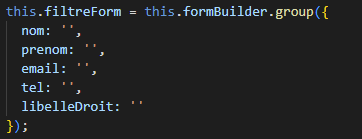 this.filtreForm = this.formBuilder.group({
  nom: '',
  prenom: '',
  email: '',
  tel: '',
  libelleDroit: ''
});